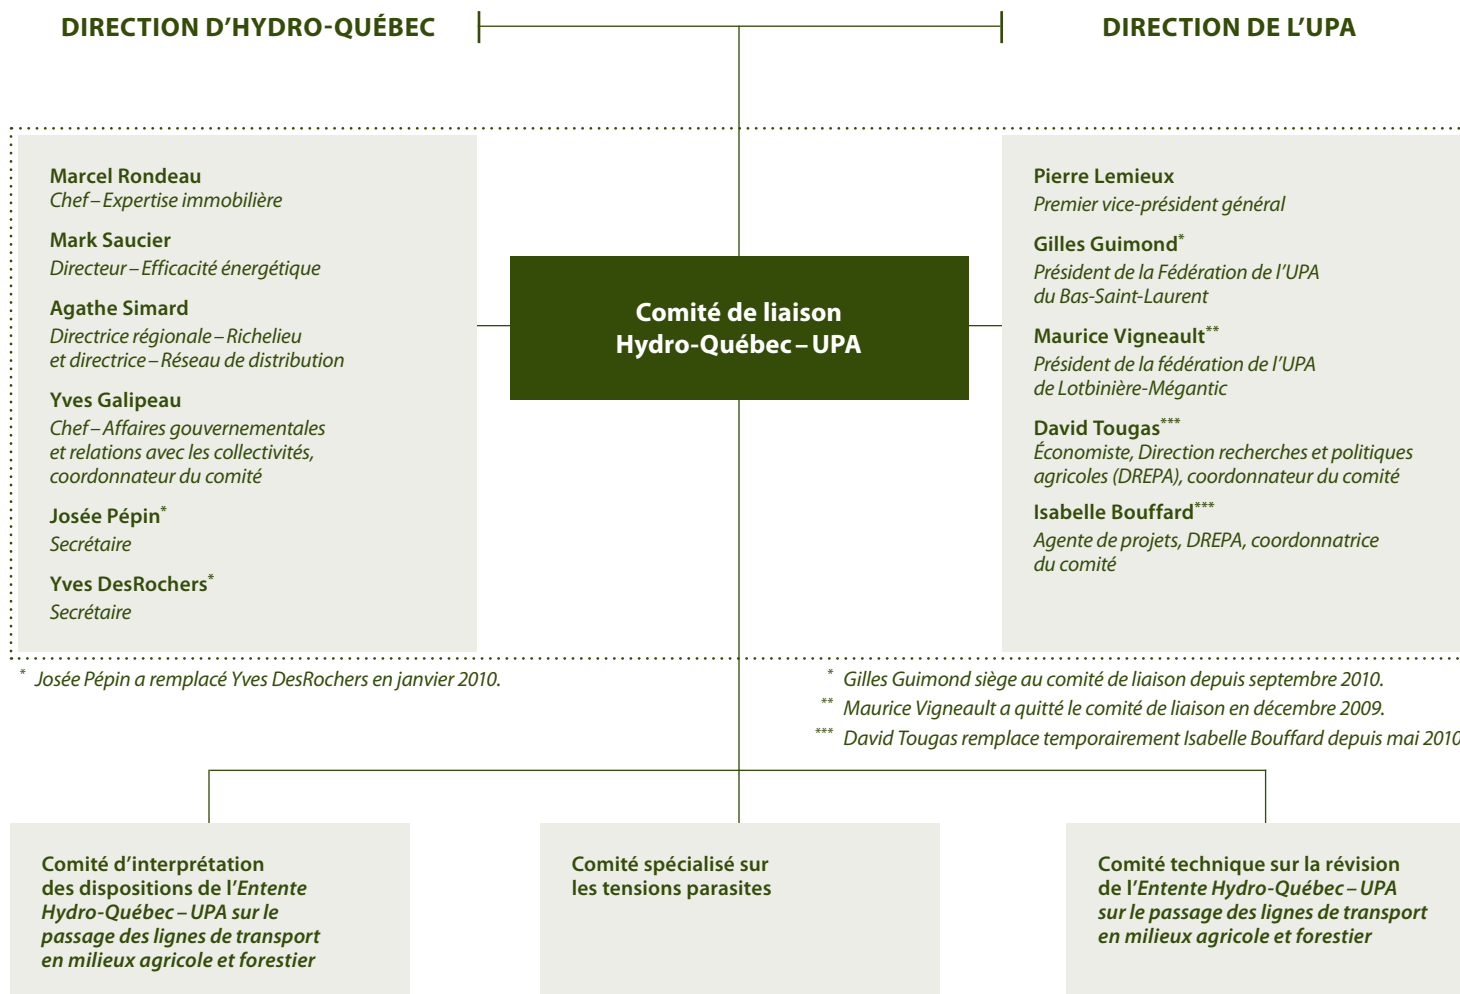 DIRECTION D’HYDRO-QUÉBEC
DIRECTION DE L’UPA
Marcel Rondeau
Chef – Expertise immobilière
Mark Saucier
Directeur – Efficacité énergétique
Agathe Simard
Directrice régionale – Richelieu
et directrice – Réseau de distribution
Yves Galipeau
Chef – Affaires gouvernementales
et relations avec les collectivités,
coordonnateur du comité
Josée Pépin*
Secrétaire
Yves DesRochers*
Secrétaire
Comité de liaison
Hydro-Québec – UPA
Pierre Lemieux
Premier vice-président général
Gilles Guimond*
Président de la Fédération de l’UPA
du Bas-Saint-Laurent
Maurice Vigneault**
Président de la fédération de l’UPA
de Lotbinière-Mégantic
David Tougas***
Économiste, Direction recherches et politiques
agricoles (DREPA), coordonnateur du comité
Isabelle Bouffard***
Agente de projets, DREPA, coordonnatrice
du comité
* Josée Pépin a remplacé Yves DesRochers en janvier 2010.
* Gilles Guimond siège au comité de liaison depuis septembre 2010.
** Maurice Vigneault a quitté le comité de liaison en décembre 2009.
*** David Tougas remplace temporairement Isabelle Bouffard depuis mai 2010
Comité d’interprétation
des dispositions de l’Entente
Hydro-Québec – UPA sur le
passage des lignes de transport
en milieux agricole et forestier
Comité spécialisé sur
les tensions parasites
Comité technique sur la révision
de l’Entente Hydro-Québec – UPA
sur le passage des lignes de transport
en milieux agricole et forestier